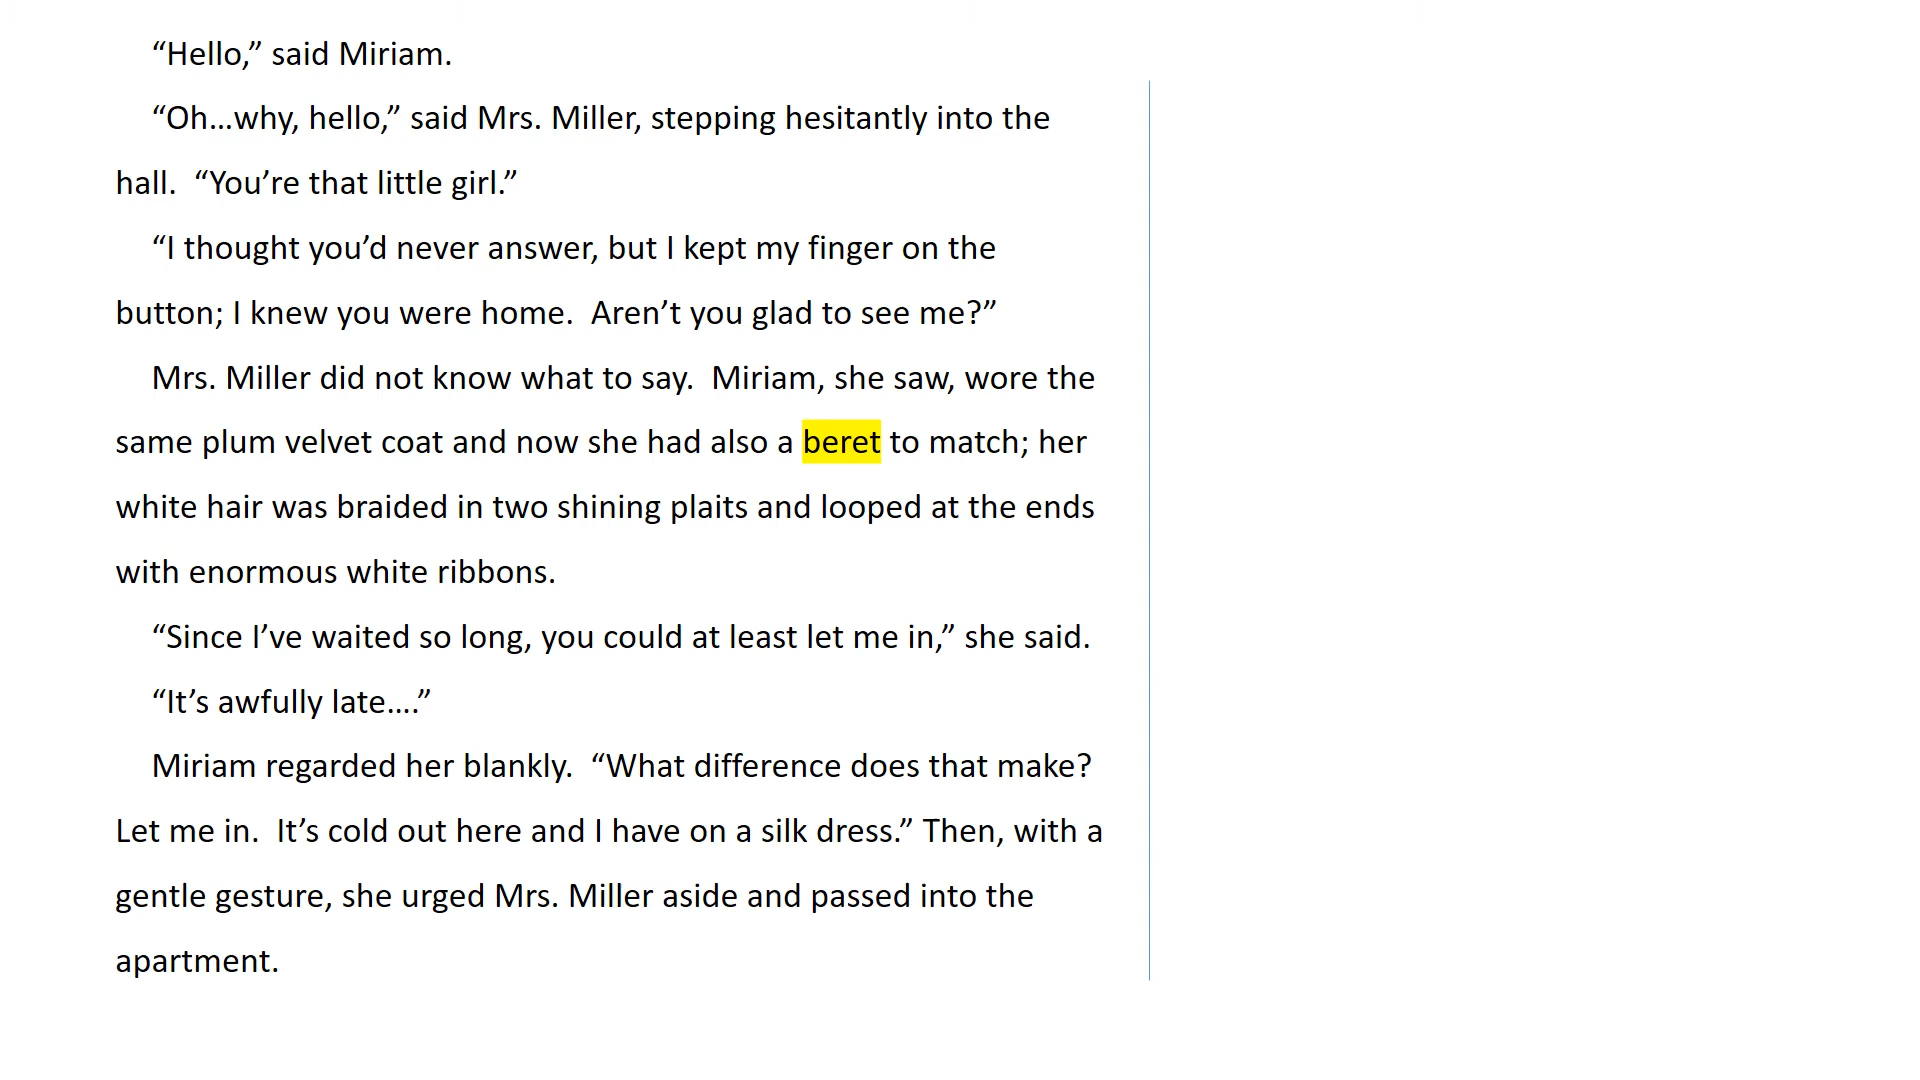 “Hello,” said Miriam.
“Oh…why, hello,” said Mrs. Miller, stepping hesitantly into the
hall.  “You’re that little girl.”
“I thought you’d never answer, but I kept my finger on the
button; I knew you were home.  Aren’t you glad to see me?”
Mrs. Miller did not know what to say.  Miriam, she saw, wore the
same plum velvet coat and now she had also a beret to match; her
white hair was braided in two shining plaits and looped at the ends
with enormous white ribbons.
“Since I’ve waited so long, you could at least let me in,” she said.
“It’s awfully late….”
Miriam regarded her blankly.  “What difference does that make?
Let me in.  It’s cold out here and I have on a silk dress.” Then, with a
gentle gesture, she urged Mrs. Miller aside and passed into the
apartment.